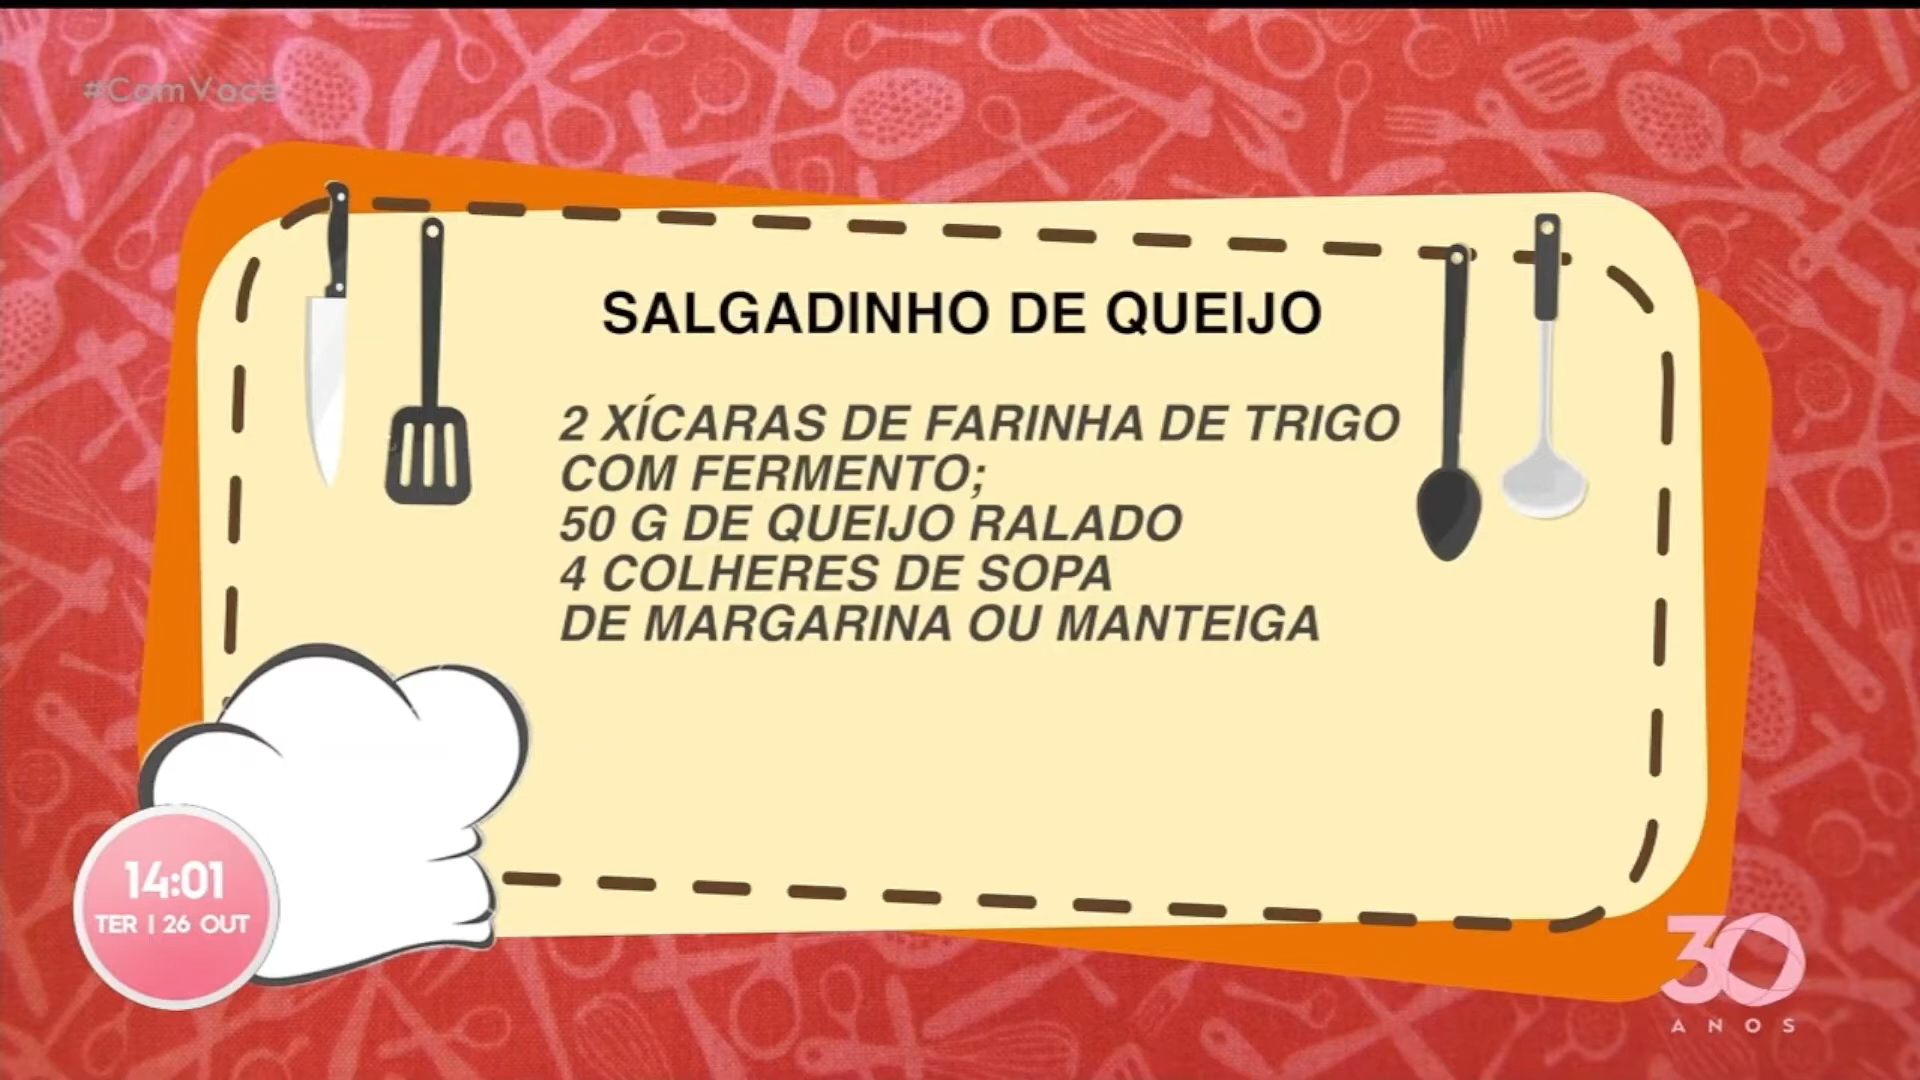 #ComVocê
SALGADINHO DE QUEIJO
2 XÍCARAS DE FARINHA DE TRIGO
COM FERMENTO;
50 G DE QUEIJO RALADO
4 COLHERES DE SOPA
DE MARGARINA OU MANTEIGA
14:01
TER | 26 OUT
30
ANOS